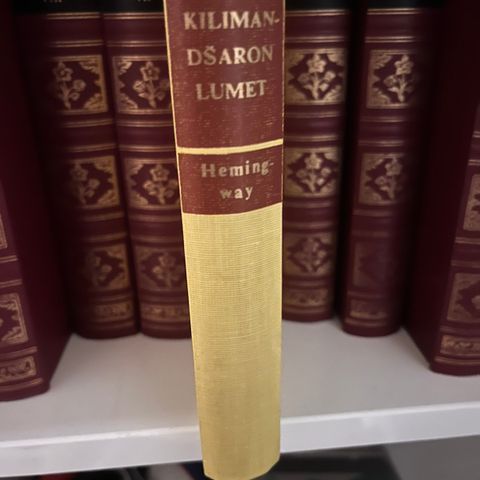 KILIMAN-
DŠARON
LUMET
Heming-
way